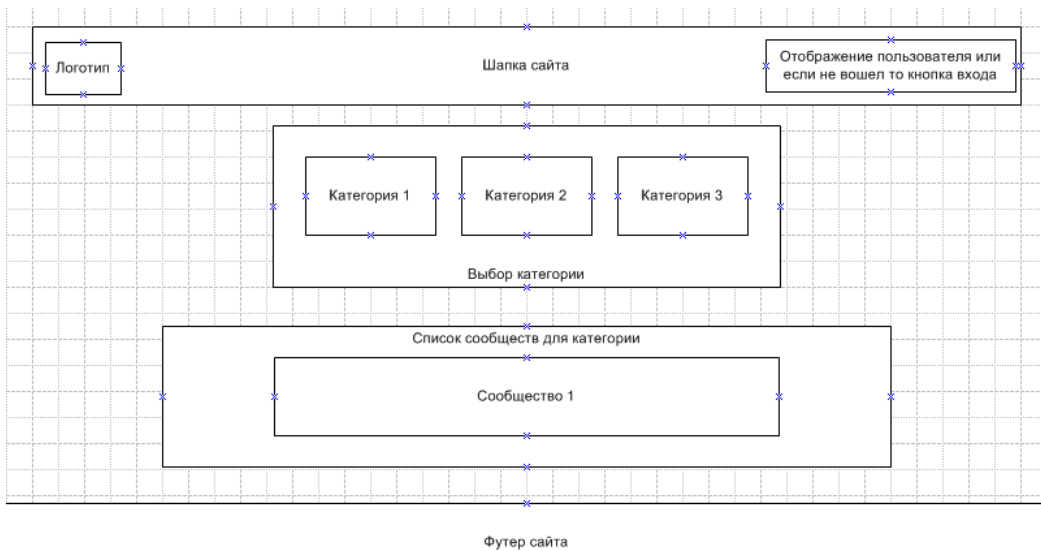 Логотип
Шапка сайта
Отображение пользователя или
если не вошел то кнопка входа
Категория 1
Категория 2
Категория 3
Выбор категории
Список сообществ для категории
Сообщество 1
Футер сайта